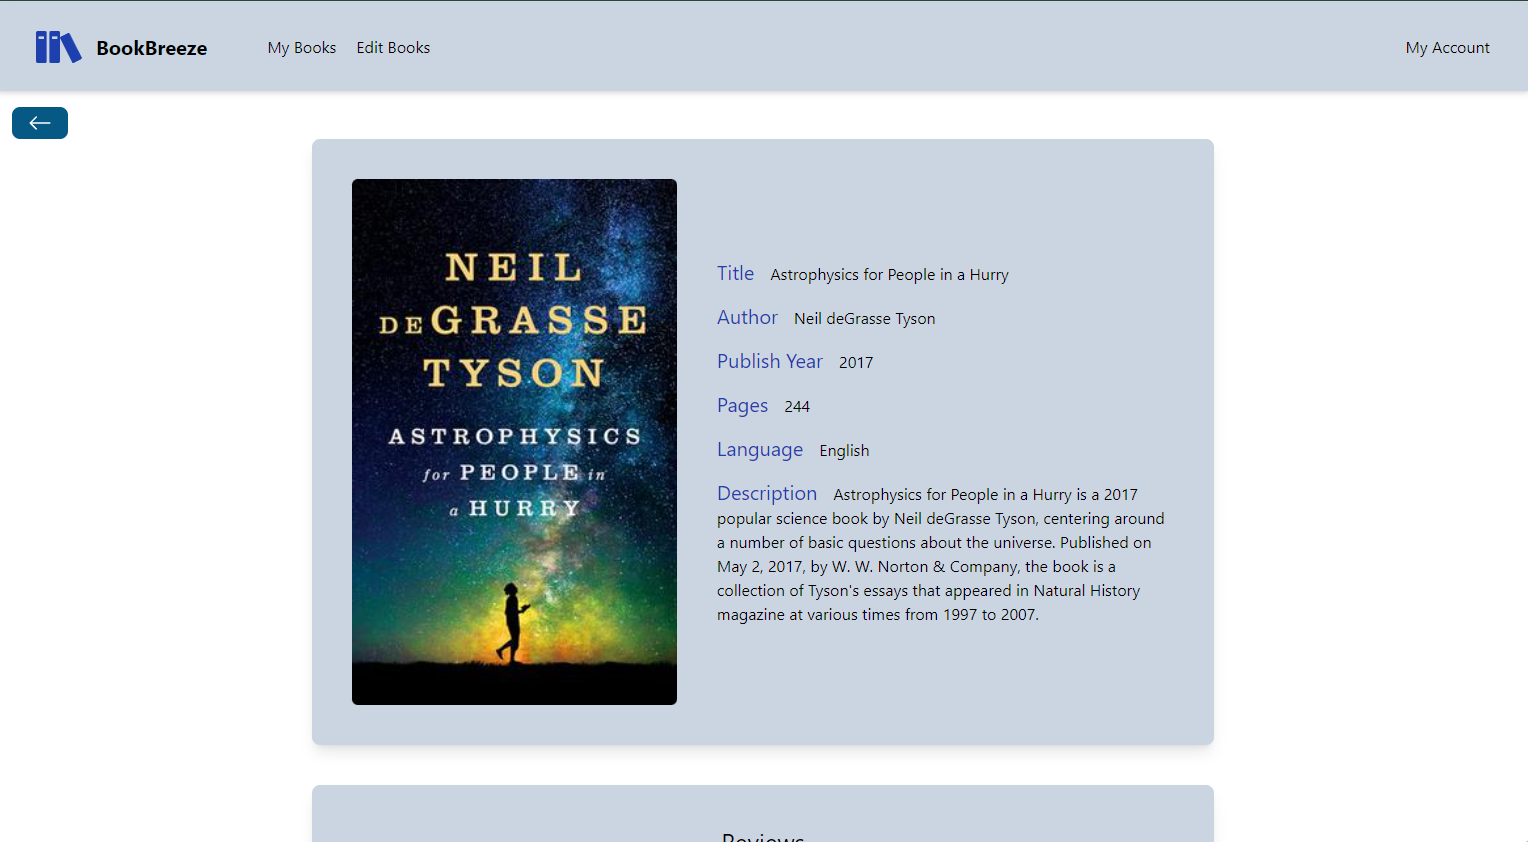 BookBreeze
My Books
Edit Books
My Account
NEIL
DEGRASSE
TYSON
ASTROPHYSICS
for PEOPLE in
a HURRY
Title Astrophysics for People in a Hurry
Author Neil deGrasse Tyson
Publish Year 2017
Pages 244
Language English
Description Astrophysics for People in a Hurry is a 2017
popular science book by Neil deGrasse Tyson, centering around
a number of basic questions about the universe. Published on
May 2, 2017, by W. W. Norton & Company, the book is a
collection of Tyson's essays that appeared in Natural History
magazine at various times from 1997 to 2007.
Reviews